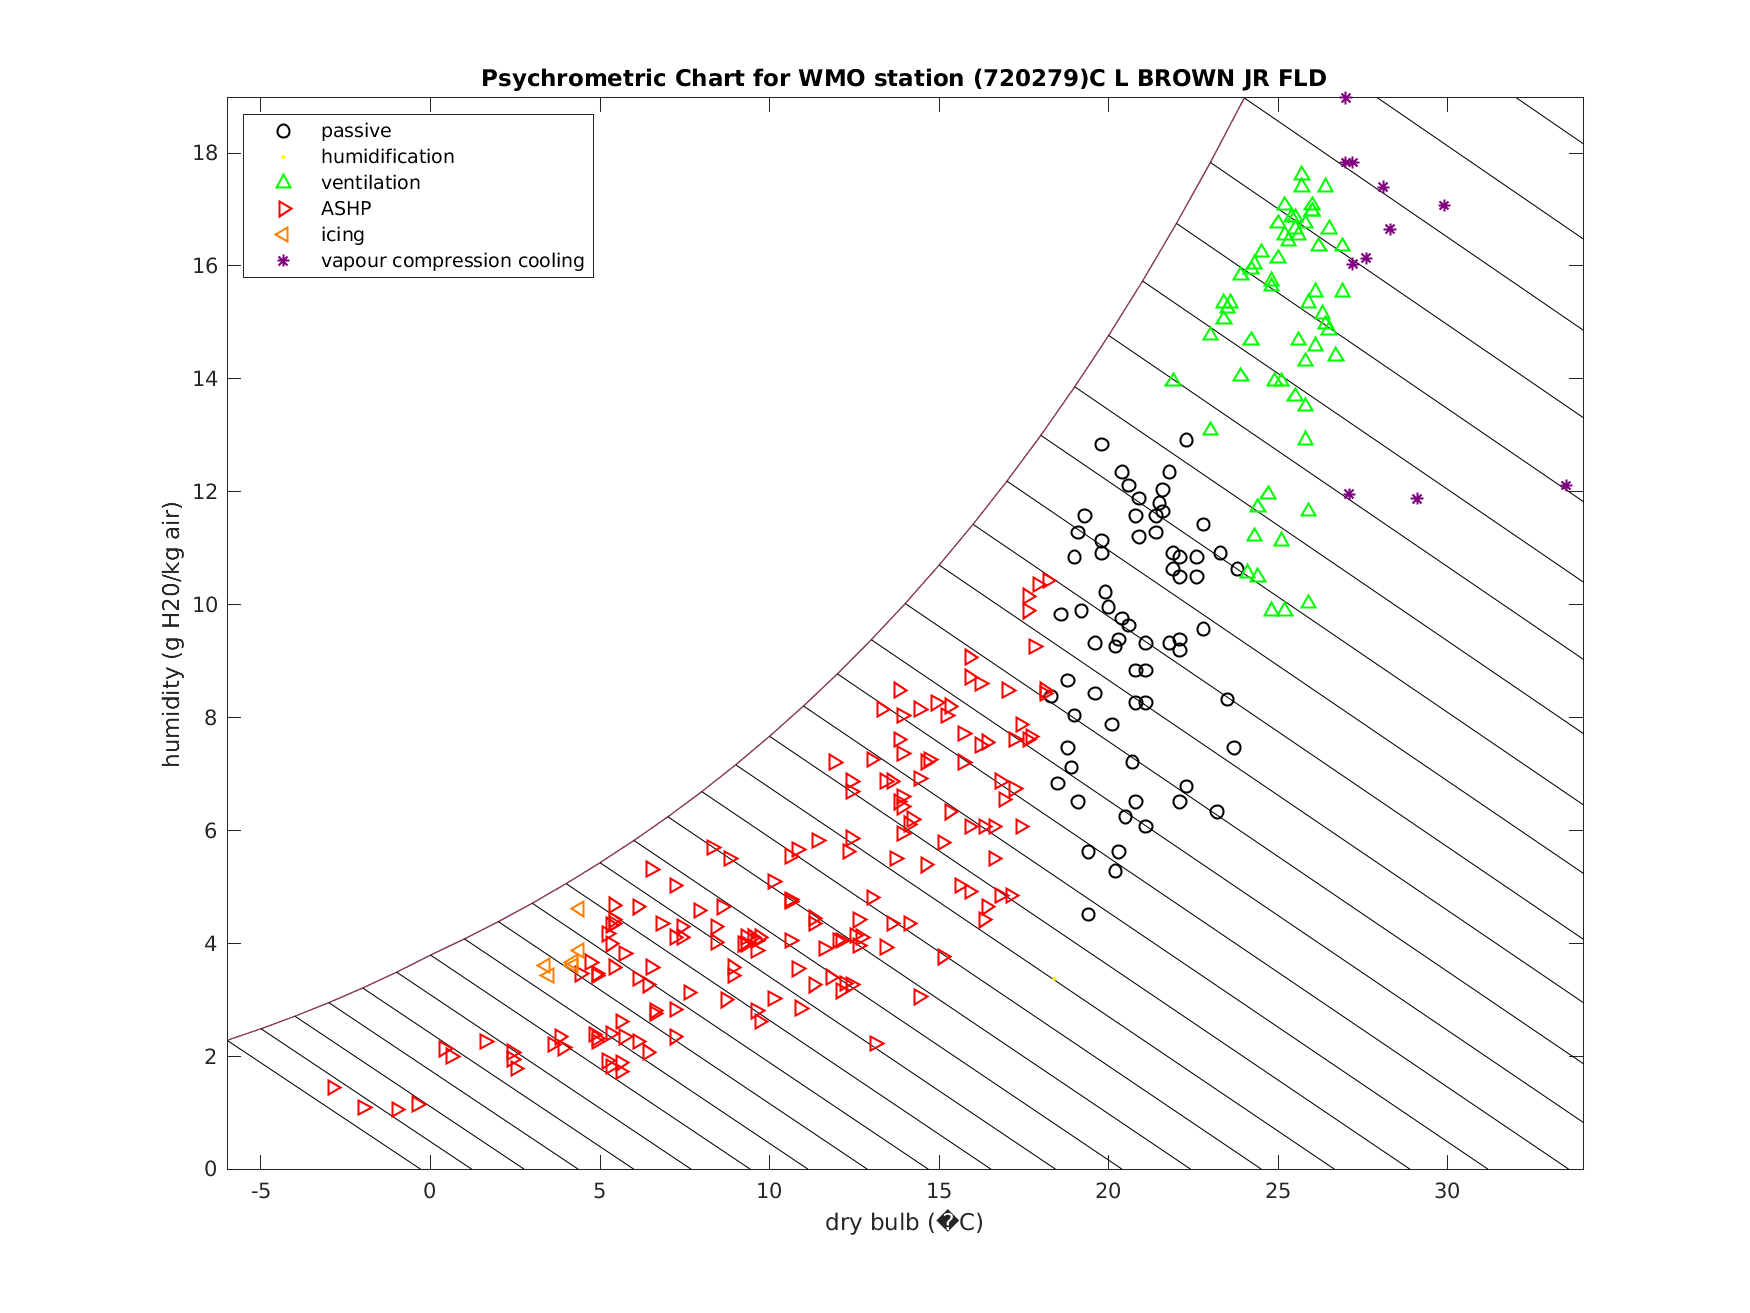 Psychrometric Chart for WMO station (720279)C L BROWN JR FLD
passive
humidification
ventilation
ASHP
icing
vapour compression cooling
humidity (g H20/kg air)
18
16
14
12
10
8
6
4
2
0
-5 0 5 10 15 20 25 30
dry bulb (�C)